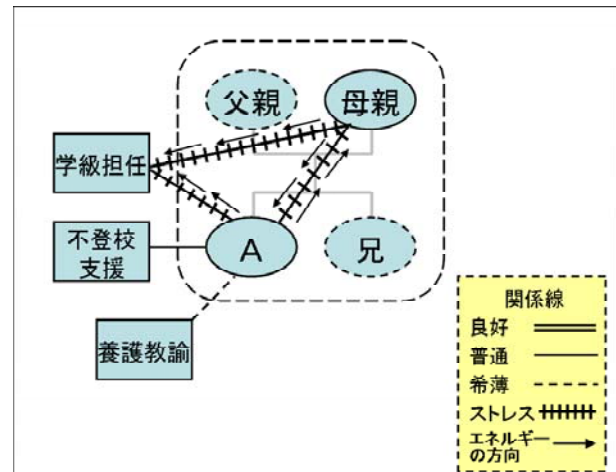 父親
母親
学級担任
不登校
支援
A
兄
養護教諭
関係線
良好
普通
希薄
ストレス
エネルギー
の方向